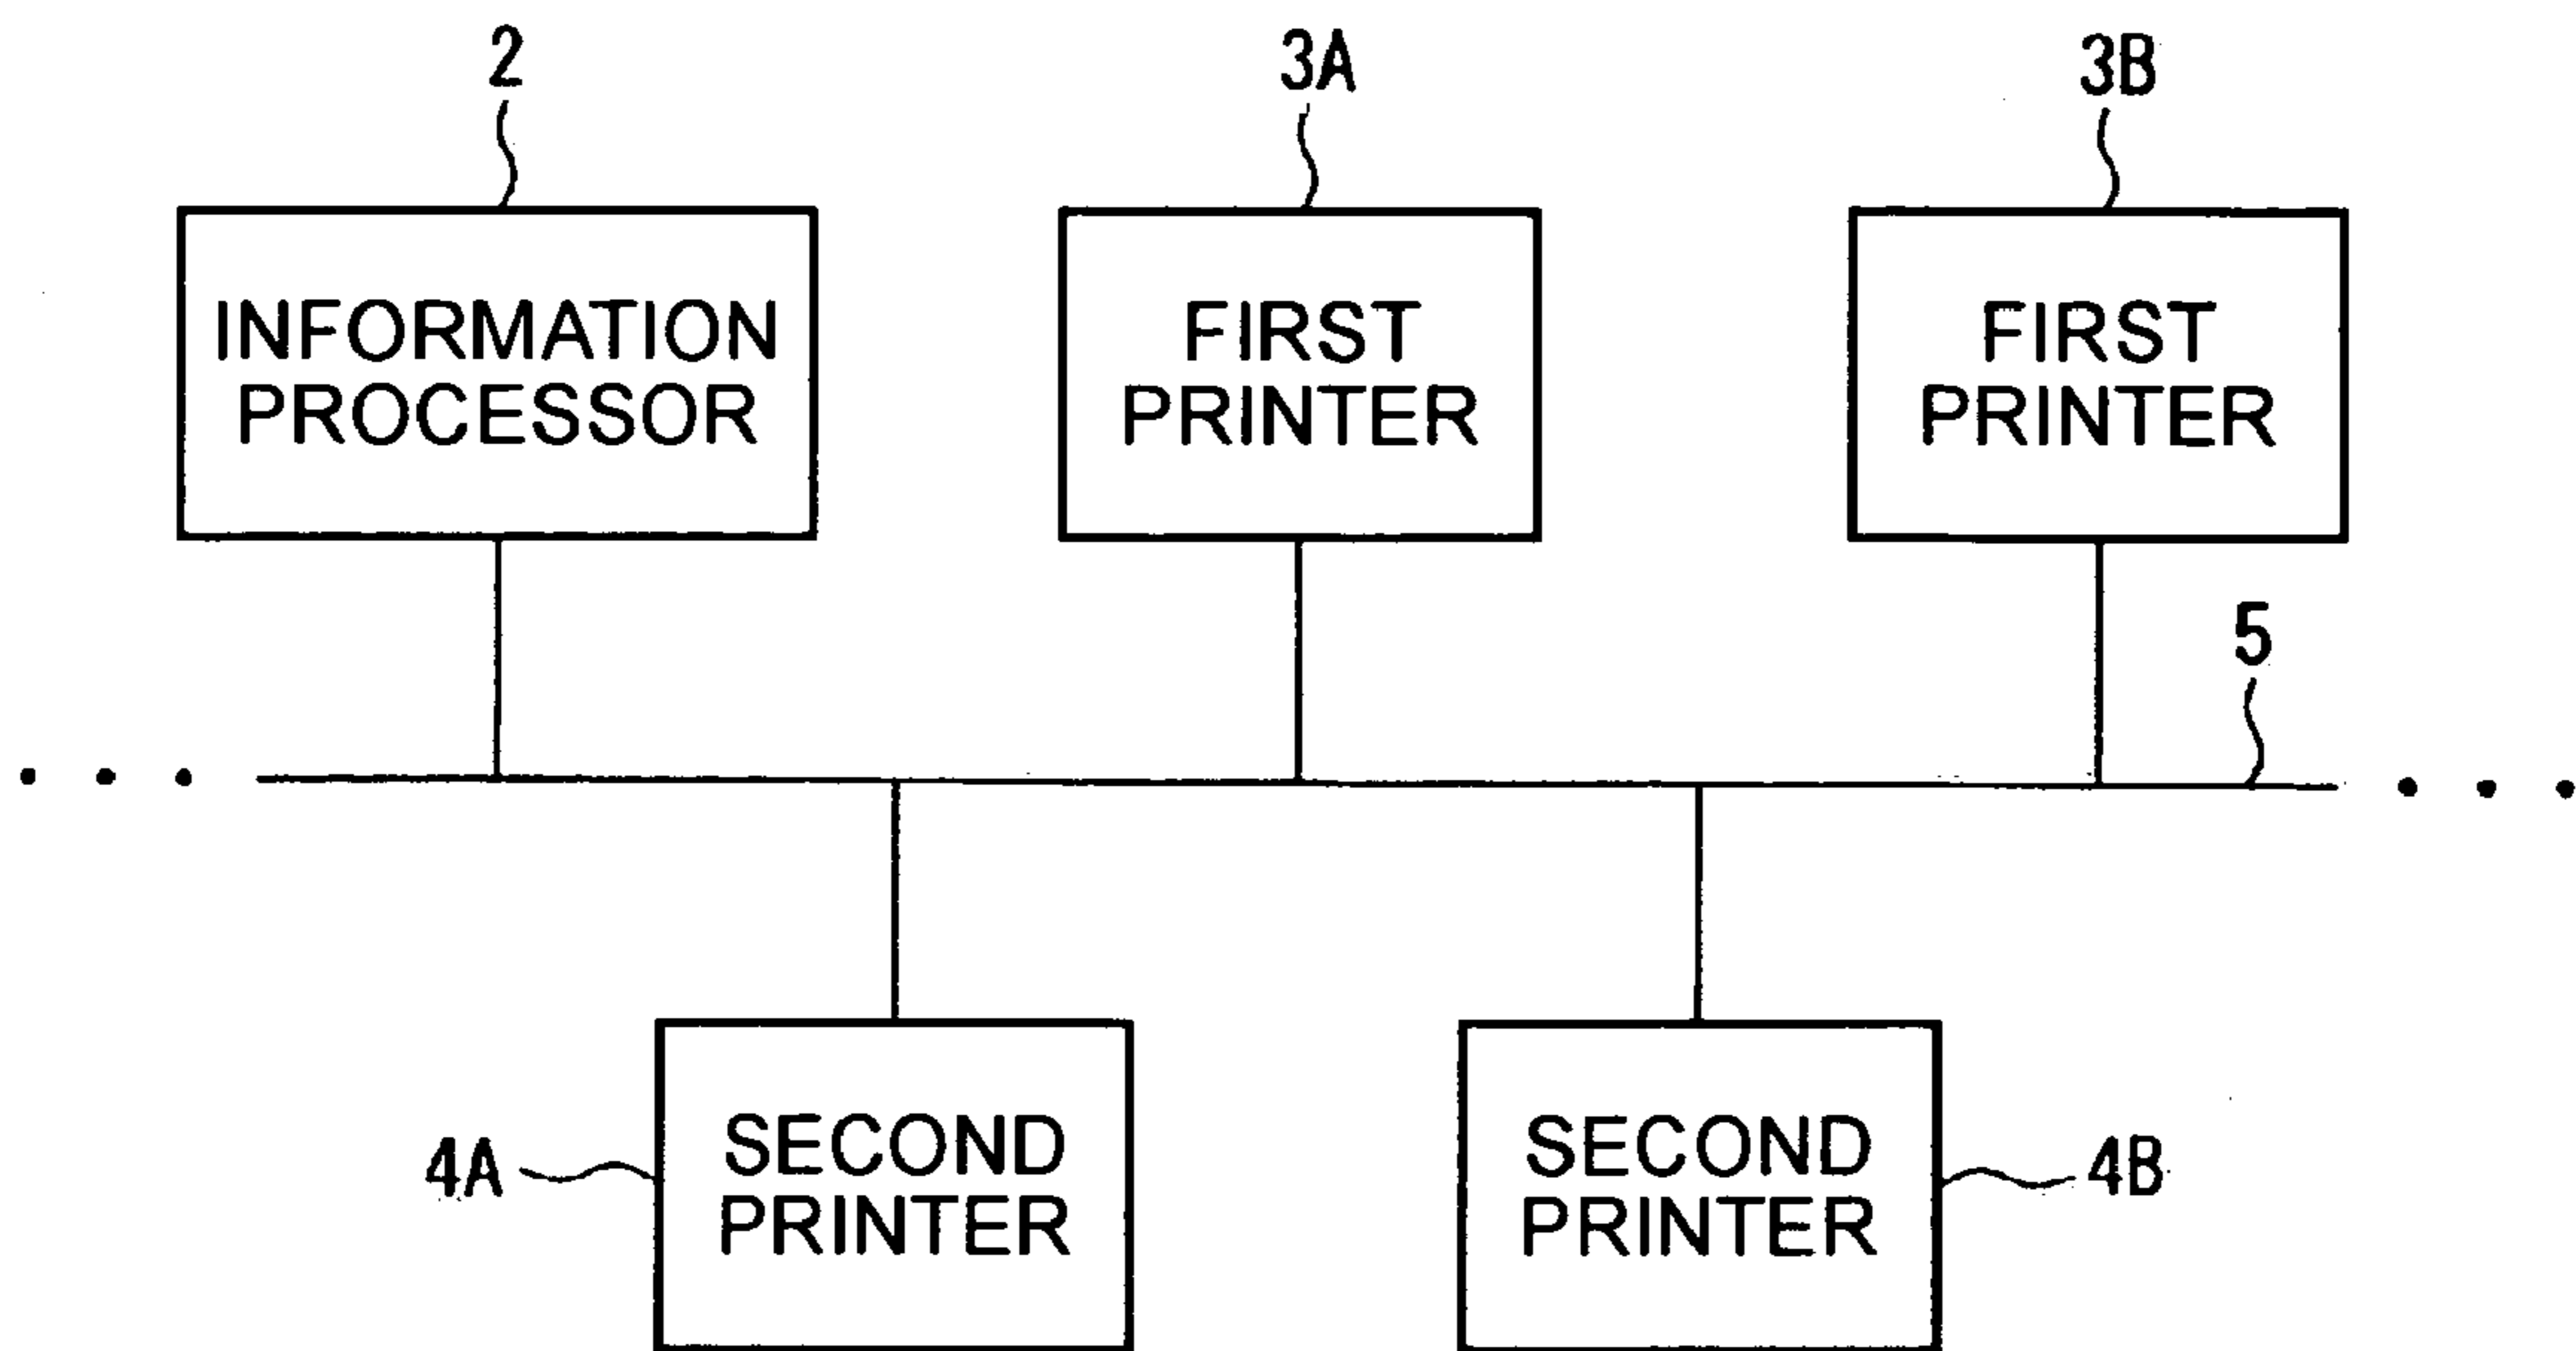 2
3A
3B
INFORMATION
PROCESSOR
FIRST
PRINTER
FIRST
PRINTER
5
4A
SECOND
PRINTER
SECOND
PRINTER
4B